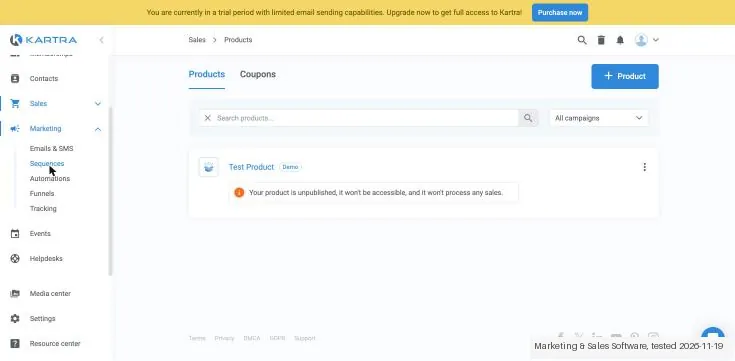 You are currently in a trial period with limited email sending capabilities. Upgrade now to get full access to Kartra!
Purchase now
KARTRA
Sales > Products
Memberships
Contacts
Sales
Marketing
Emails & SMS
Sequences
Automations
Funnels
Tracking
Events
Helpdesks
Media center
Settings
Resource center
Products
Coupons
+ Product
Search products...
All campaigns
Test Product
Demo
Your product is unpublished, it won't be accessible, and it won't process any sales.
Terms
Privacy
DMCA
GDPR
Support
Marketing & Sales Software, tested 2025-11-19